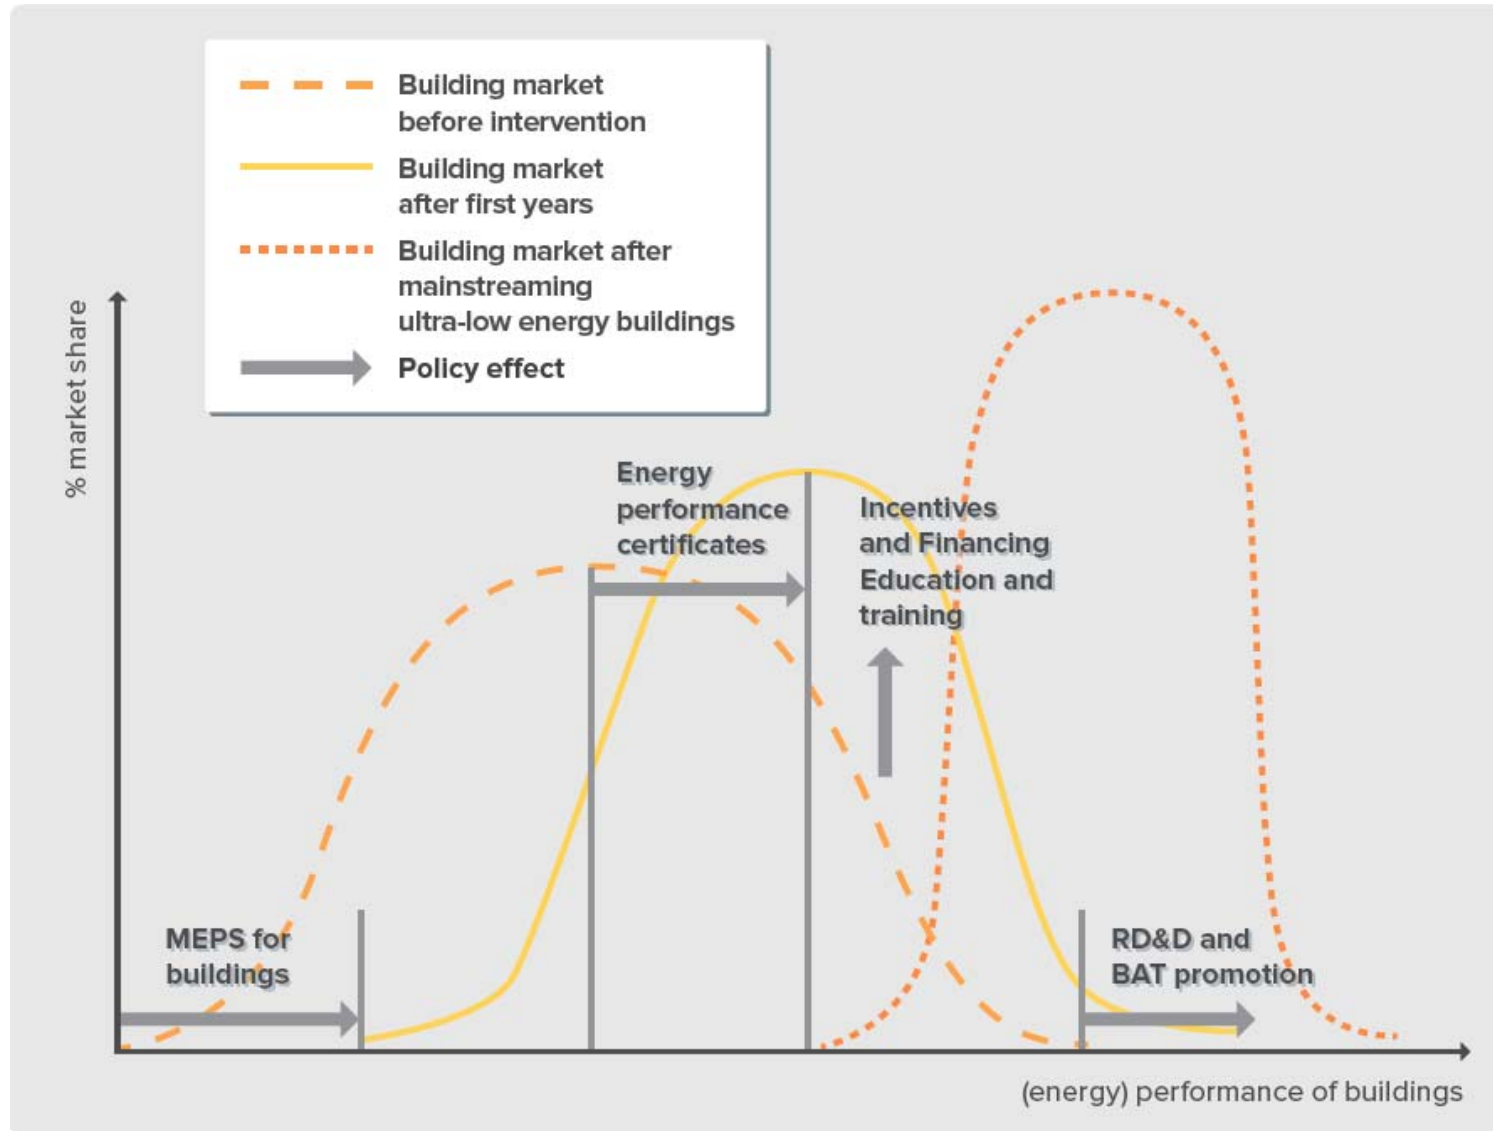 Building market
before intervention
Building market
after first years
Building market after
mainstreaming
ultra-low energy buildings
Policy effect
% market share
Energy
performance
certificates
Incentives
and Financing
Education and
training
MEPS for
buildings
RD&D and
BAT promotion
(energy) performance of buildings